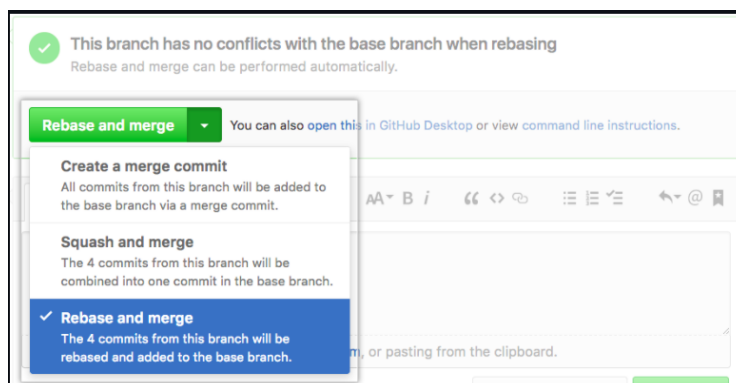 This branch has no conflicts with the base branch when rebasing
Rebase and merge can be performed automatically.
Rebase and merge You can also open this in GitHub Desktop or view command line instructions.
Create a merge commit
All commits from this branch will be added to
the base branch via a merge commit.
AA B i “ <> @
Squash and merge
The 4 commits from this branch will be
combined into one commit in the base branch.
Rebase and merge
The 4 commits from this branch will be
rebased and added to the base branch.
, or pasting from the clipboard.